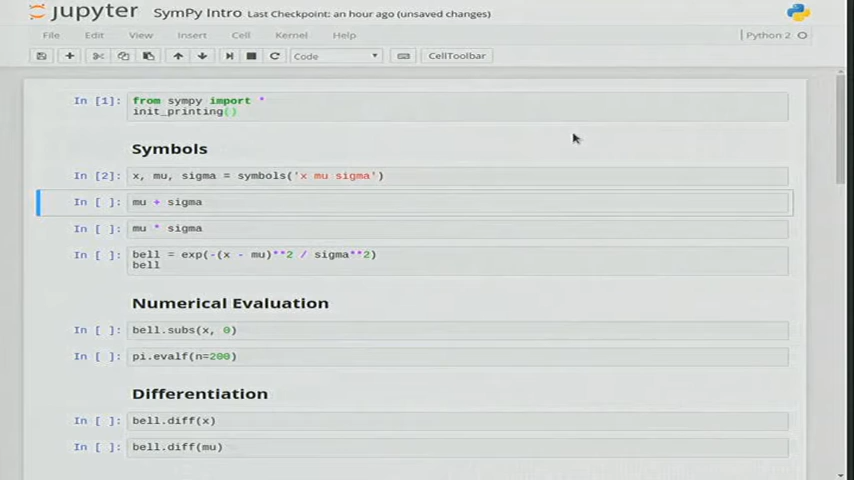 jupyter SymPy Intro Last Checkpoint: an hour ago (unsaved changes)
File Edit View Insert Cell Kernel Help Python 2
Code CellToolbar
In [1]: from sympy import *
init_printing()
Symbols
In [2]: x, mu, sigma = symbols('x mu sigma')
In [ ]: mu + sigma
In [ ]: mu * sigma
In [ ]: bell = exp(-(x - mu)**2 / sigma**2)
bell
Numerical Evaluation
In [ ]: bell.subs(x, 0)
In [ ]: pi.evalf(n=200)
Differentiation
In [ ]: bell.diff(x)
In [ ]: bell.diff(mu)